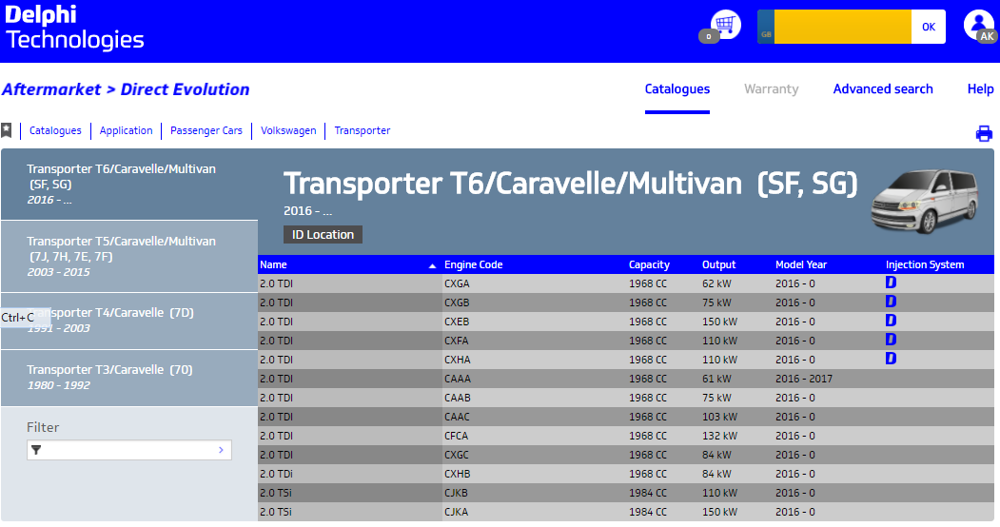 Delphi
Technologies
0
GB
OK
AK
Aftermarket > Direct Evolution
Catalogues Warranty Advanced search Help
Catalogues Application Passenger Cars Volkswagen Transporter
Transporter T6/Caravelle/Multivan
(SF, SG)
2016 - ...
Transporter T5/Caravelle/Multivan
(7J, 7H, 7E, 7F)
2003 - 2015
Transporter T4/Caravelle (7D)
1991 - 2003
Ctrl+C
Transporter T3/Caravelle (70)
1980 - 1992
Filter
Transporter T6/Caravelle/Multivan (SF, SG)
2016 - ...
ID Location
Name Engine Code Capacity Output Model Year Injection System
2.0 TDI CXGA 1968 CC 62 kW 2016 - 0 D
2.0 TDI CXGB 1968 CC 75 kW 2016 - 0 D
2.0 TDI CXEB 1968 CC 150 kW 2016 - 0 D
2.0 TDI CXFA 1968 CC 110 kW 2016 - 0 D
2.0 TDI CXHA 1968 CC 110 kW 2016 - 0 D
2.0 TDI CAAA 1968 CC 61 kW 2016 - 2017
2.0 TDI CAAB 1968 CC 75 kW 2016 - 0
2.0 TDI CAAC 1968 CC 103 kW 2016 - 0
2.0 TDI CFCA 1968 CC 132 kW 2016 - 0
2.0 TDI CXGC 1968 CC 84 kW 2016 - 0
2.0 TDi CXHB 1968 CC 84 kW 2016 - 0
2.0 TSi CJKB 1984 CC 110 kW 2016 - 0
2.0 TSi CJKA 1984 CC 150 kW 2016 - 0